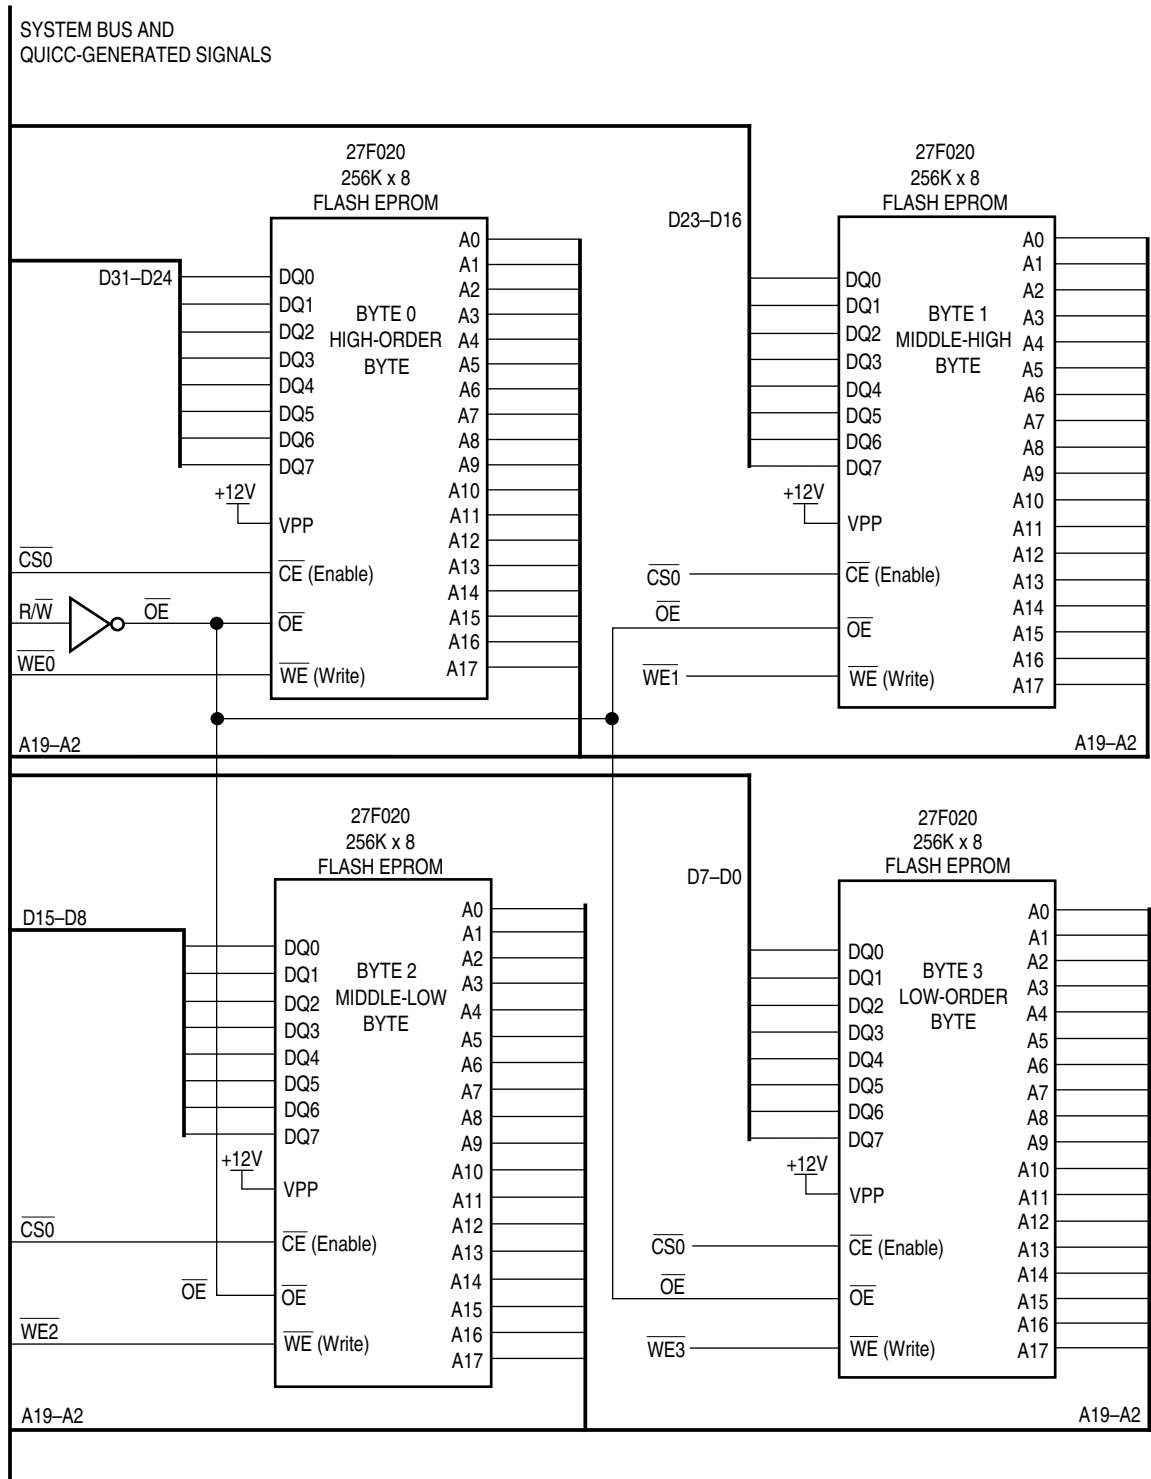 SYSTEM BUS AND
QUICC-GENERATED SIGNALS
27F020
256K x 8
FLASH EPROM
D31–D24
DQ0
DQ1
DQ2
DQ3
DQ4
DQ5
DQ6
DQ7
BYTE 0
HIGH-ORDER
BYTE
+12V
VPP
CS0
CE (Enable)
R/W
OE
OE
WE0
WE (Write)
A0
A1
A2
A3
A4
A5
A6
A7
A8
A9
A10
A11
A12
A13
A14
A15
A16
A17
A19–A2
27F020
256K x 8
FLASH EPROM
D23–D16
DQ0
DQ1
DQ2
DQ3
DQ4
DQ5
DQ6
DQ7
BYTE 1
MIDDLE-HIGH
BYTE
+12V
VPP
CS0
CE (Enable)
OE
OE
WE1
WE (Write)
A0
A1
A2
A3
A4
A5
A6
A7
A8
A9
A10
A11
A12
A13
A14
A15
A16
A17
A19–A2
27F020
256K x 8
FLASH EPROM
D15–D8
DQ0
DQ1
DQ2
DQ3
DQ4
DQ5
DQ6
DQ7
BYTE 2
MIDDLE-LOW
BYTE
+12V
VPP
CS0
CE (Enable)
OE
OE
WE2
WE (Write)
A0
A1
A2
A3
A4
A5
A6
A7
A8
A9
A10
A11
A12
A13
A14
A15
A16
A17
A19–A2
27F020
256K x 8
FLASH EPROM
D7–D0
DQ0
DQ1
DQ2
DQ3
DQ4
DQ5
DQ6
DQ7
BYTE 3
LOW-ORDER
BYTE
+12V
VPP
CS0
CE (Enable)
OE
OE
WE3
WE (Write)
A0
A1
A2
A3
A4
A5
A6
A7
A8
A9
A10
A11
A12
A13
A14
A15
A16
A17
A19–A2